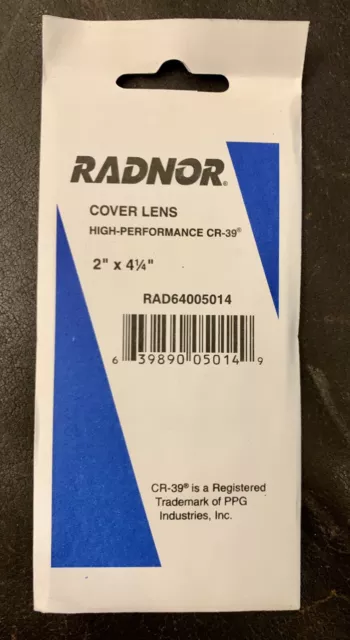 RADNOR®
COVER LENS
HIGH-PERFORMANCE CR-39®
2" x 4¼"
RAD64005014
6 39890 05014 9
CR-39® is a Registered
Trademark of PPG
Industries, Inc.